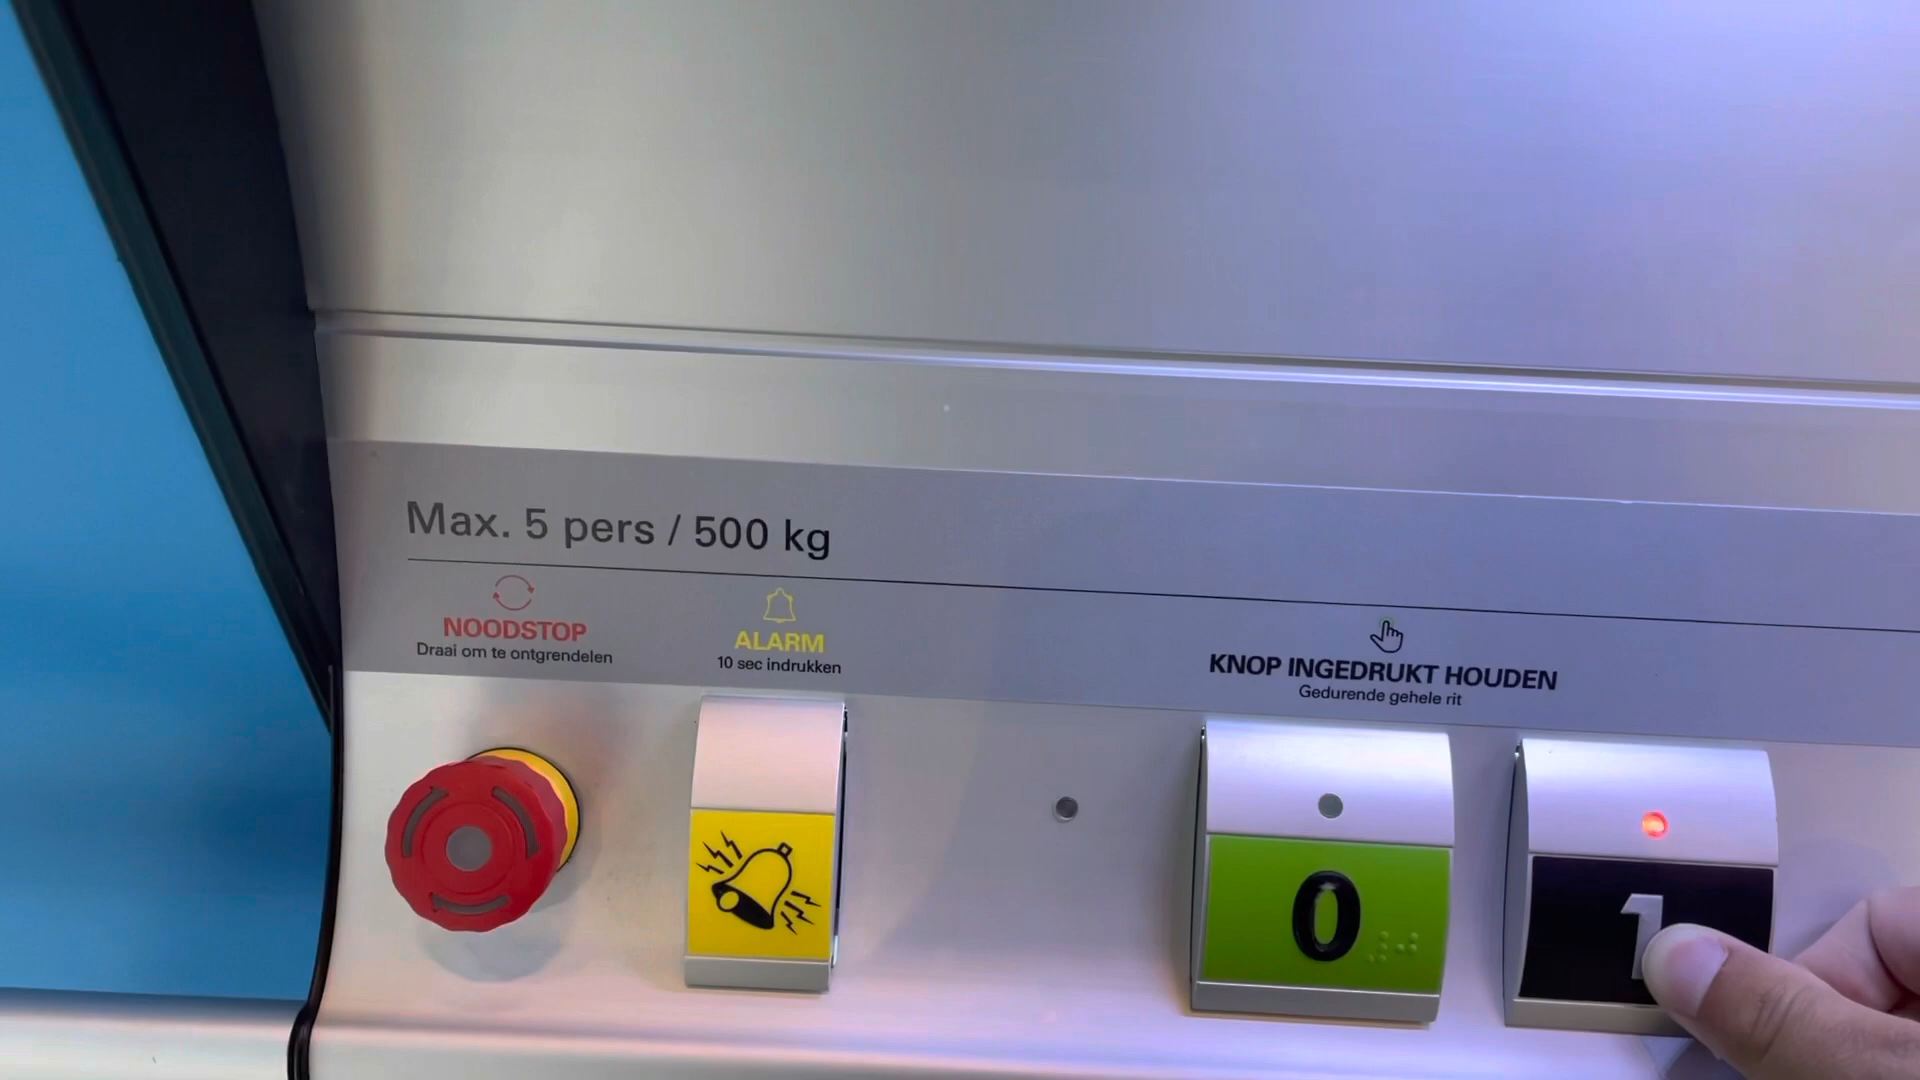 Max. 5 pers / 500 kg
NOODSTOP
Draai om te ontgrendelen
ALARM
10 sec indrukken
KNOP INGEDRUKT HOUDEN
Gedurende gehele rit
0
1